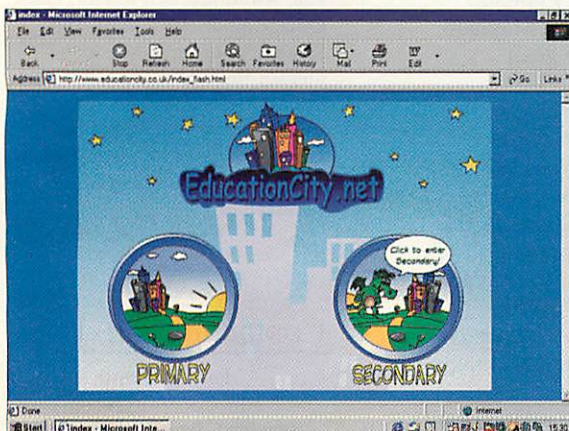 index - Microsoft Internet Explorer
File Edit View Favorites Tools Help
Back Stop Refresh Home Search Favorites History Mail Print Edit
Address http://www.educationcity.co.uk/index_flash.html Go Links
EducationCity.net
Click to enter
Secondary!
PRIMARY
SECONDARY
Done Internet
Start index - Microsoft Inte... 15:30